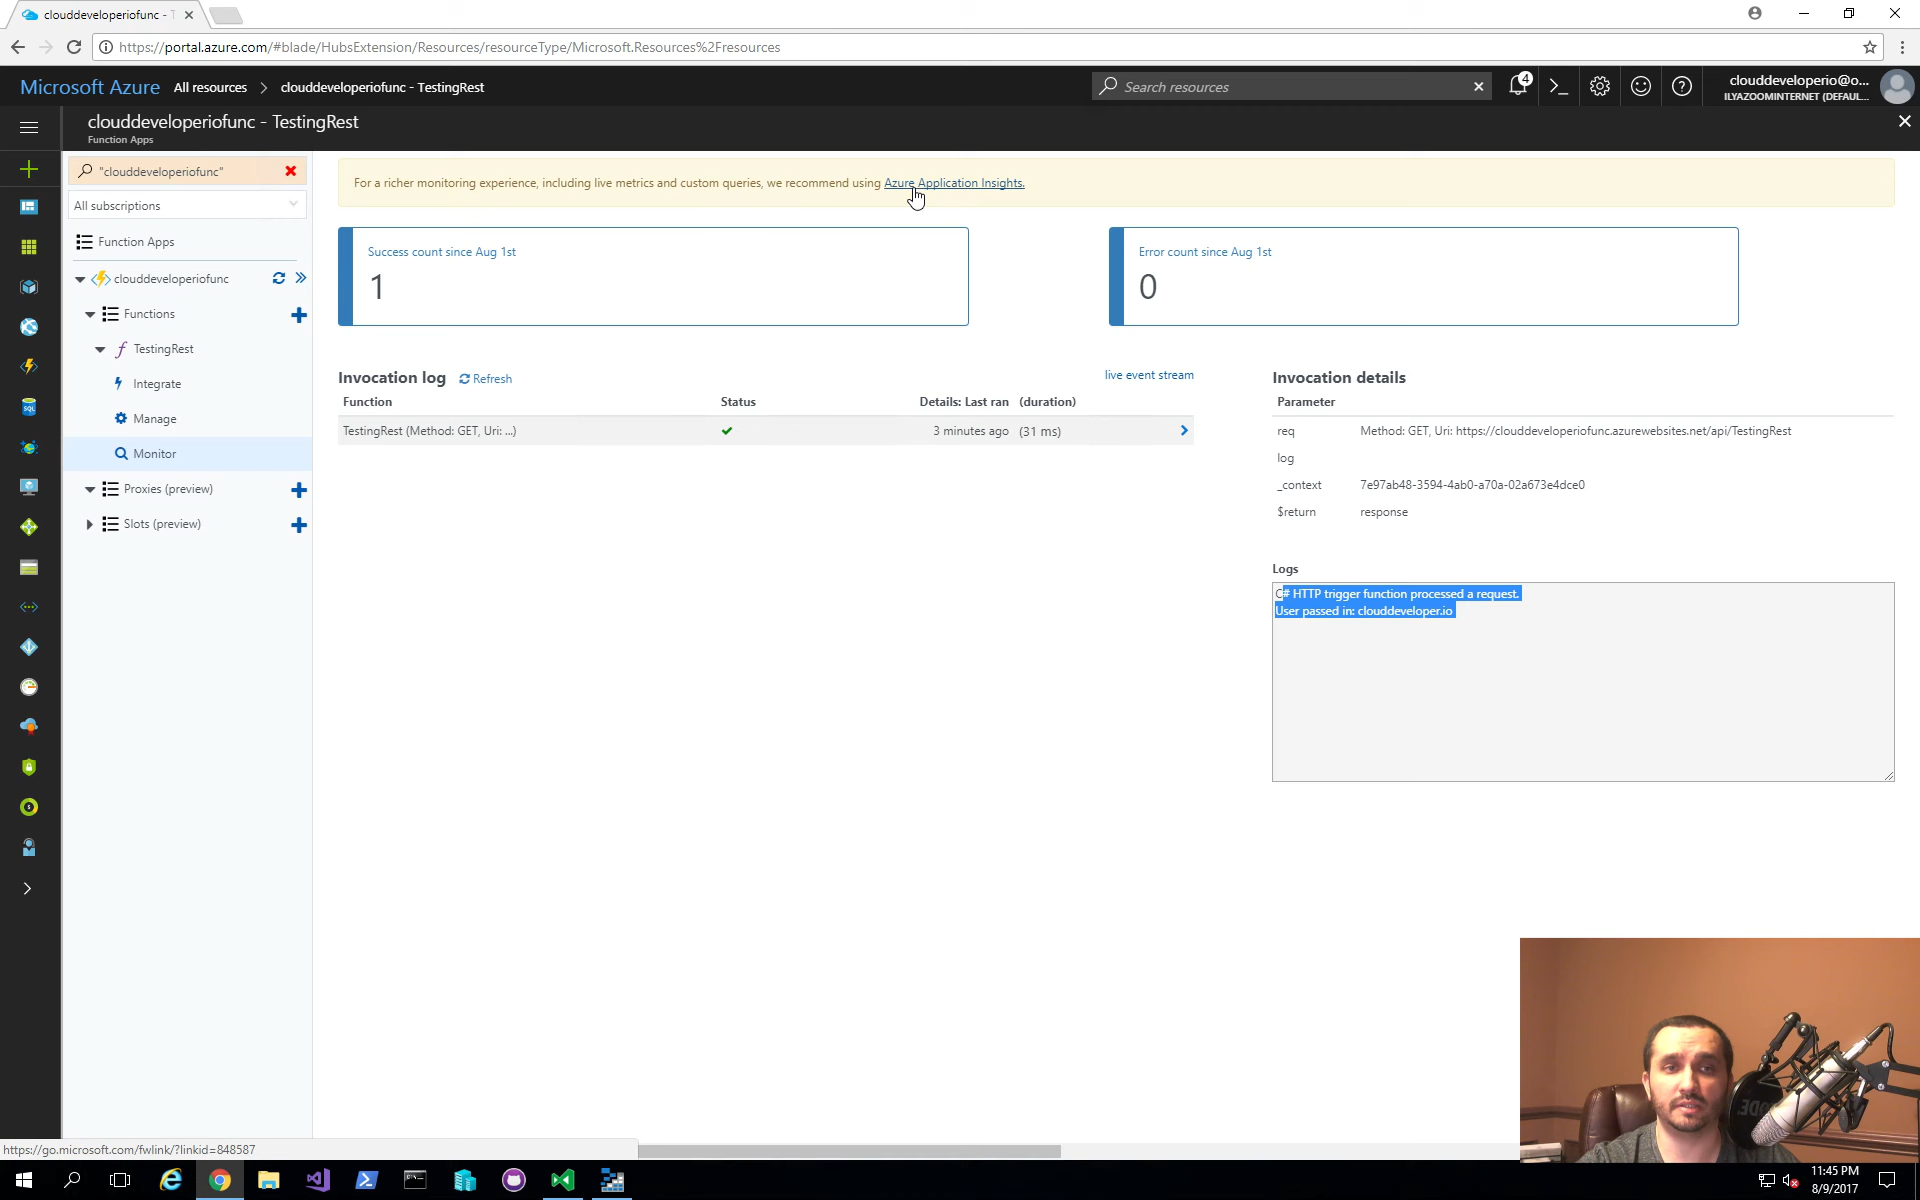 clouddeveloperiofunc - T
https://portal.azure.com/#blade/HubsExtension/Resources/resourceType/Microsoft.Resources%2Fresources
Microsoft Azure All resources > clouddeveloperiofunc - TestingRest
Search resources
4
clouddeveloperio@o...
ILYAZOOMINTERNET (DEFAUL...
clouddeveloperiofunc - TestingRest
Function Apps
"clouddeveloperiofunc"
All subscriptions
Function Apps
clouddeveloperiofunc
Functions
TestingRest
Integrate
Manage
Monitor
Proxies (preview)
Slots (preview)
SQL
For a richer monitoring experience, including live metrics and custom queries, we recommend using Azure Application Insights.
Success count since Aug 1st
1
Error count since Aug 1st
0
Invocation log Refresh
live event stream
Function Status Details: Last ran (duration)
TestingRest (Method: GET, Uri: ...) 3 minutes ago (31 ms)
Invocation details
Parameter
req Method: GET, Uri: https://clouddeveloperiofunc.azurewebsites.net/api/TestingRest
log
_context 7e97ab48-3594-4ab0-a70a-02a673e4dce0
$return response
Logs
C# HTTP trigger function processed a request.
User passed in: clouddeveloper.io
https://go.microsoft.com/fwlink/?linkid=848587
11:45 PM
8/9/2017